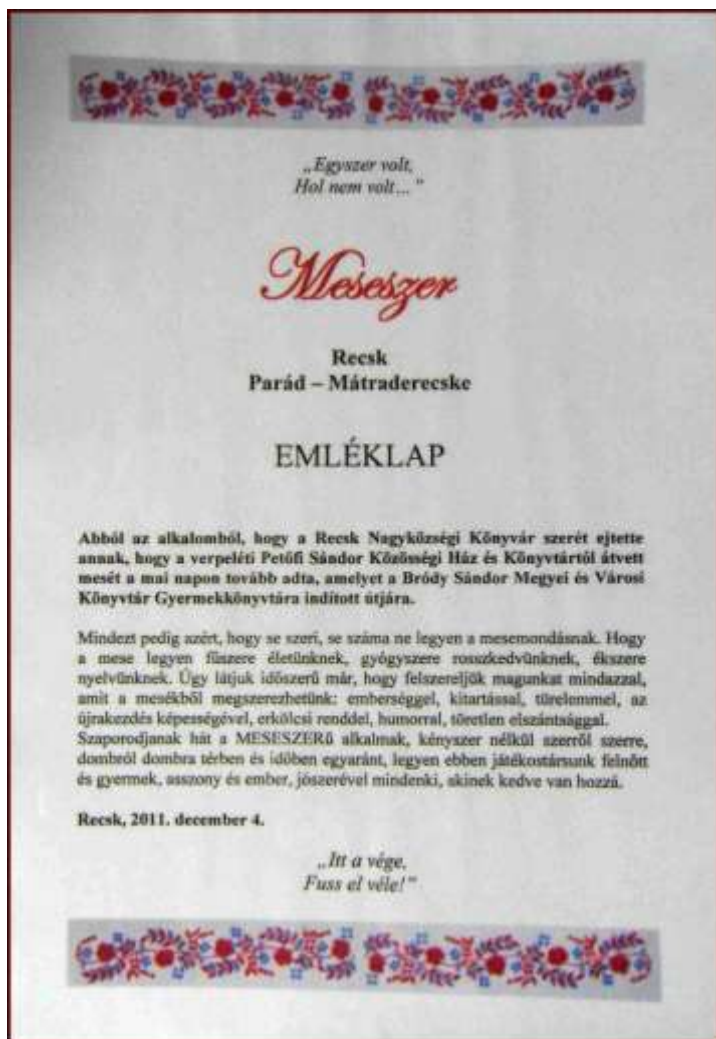 „Egyszer volt,
Hol nem volt... ”
Meseszer
Recsk
Parád – Mátraderecske
EMLÉKLAP
Abból az alkalomból, hogy a Recsk Nagyközségi Könyvár szerét ejtette
annak, hogy a verpeléti Petőfi Sándor Közösségi Ház és Könyvtártól átvett
mesét a mai napon tovább adta, amelyet a Bródy Sándor Megyei és Városi
Könyvtár Gyermekkönyvtára indított útjára.
Mindezt pedig azért, hogy se szeri, se száma ne legyen a mesemondásnak. Hogy
a mese legyen fűszere életünknek, gyógyszere rosszkedvünknek, ékszere
nyelvünknek. Úgy látjuk időszerű már, hogy felszereljük magunkat mindazzal,
amit a mesékből megszerezhetünk: emberséggel, kitartással, türelemmel, az
újrakezdés képességével, erkölcsi renddel, humorral, töretlen elszántsággal.
Szaporodjanak hát a MESESZERű alkalmak, kényszer nélkül szerről szerre,
dombról dombra térben és időben egyaránt, legyen ebben játékostársunk felnőtt
és gyermek, asszony és ember, jószerével mindenki, akinek kedve van hozzá.
Recsk, 2011. december 4.
„Itt a vége,
Fuss el véle!”